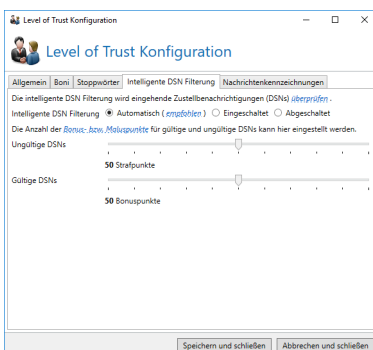 Level of Trust Konfiguration
Level of Trust Konfiguration
Allgemein Boni Stoppwörter Intelligente DSN Filterung Nachrichtenkennzeichnungen
Die intelligente DSN Filterung wird eingehende Zustellbenachrichtigungen (DSNs) überprüfen .
Intelligente DSN Filterung Automatisch ( empfohlen ) Eingeschaltet Abgeschaltet
Die Anzahl der Bonus- bzw. Maluspunkte für gültige und ungültige DSNs kann hier eingestellt werden.
Ungültige DSNs
50 Strafpunkte
Gültige DSNs
50 Bonuspunkte
Speichern und schließen Abbrechen und schließen